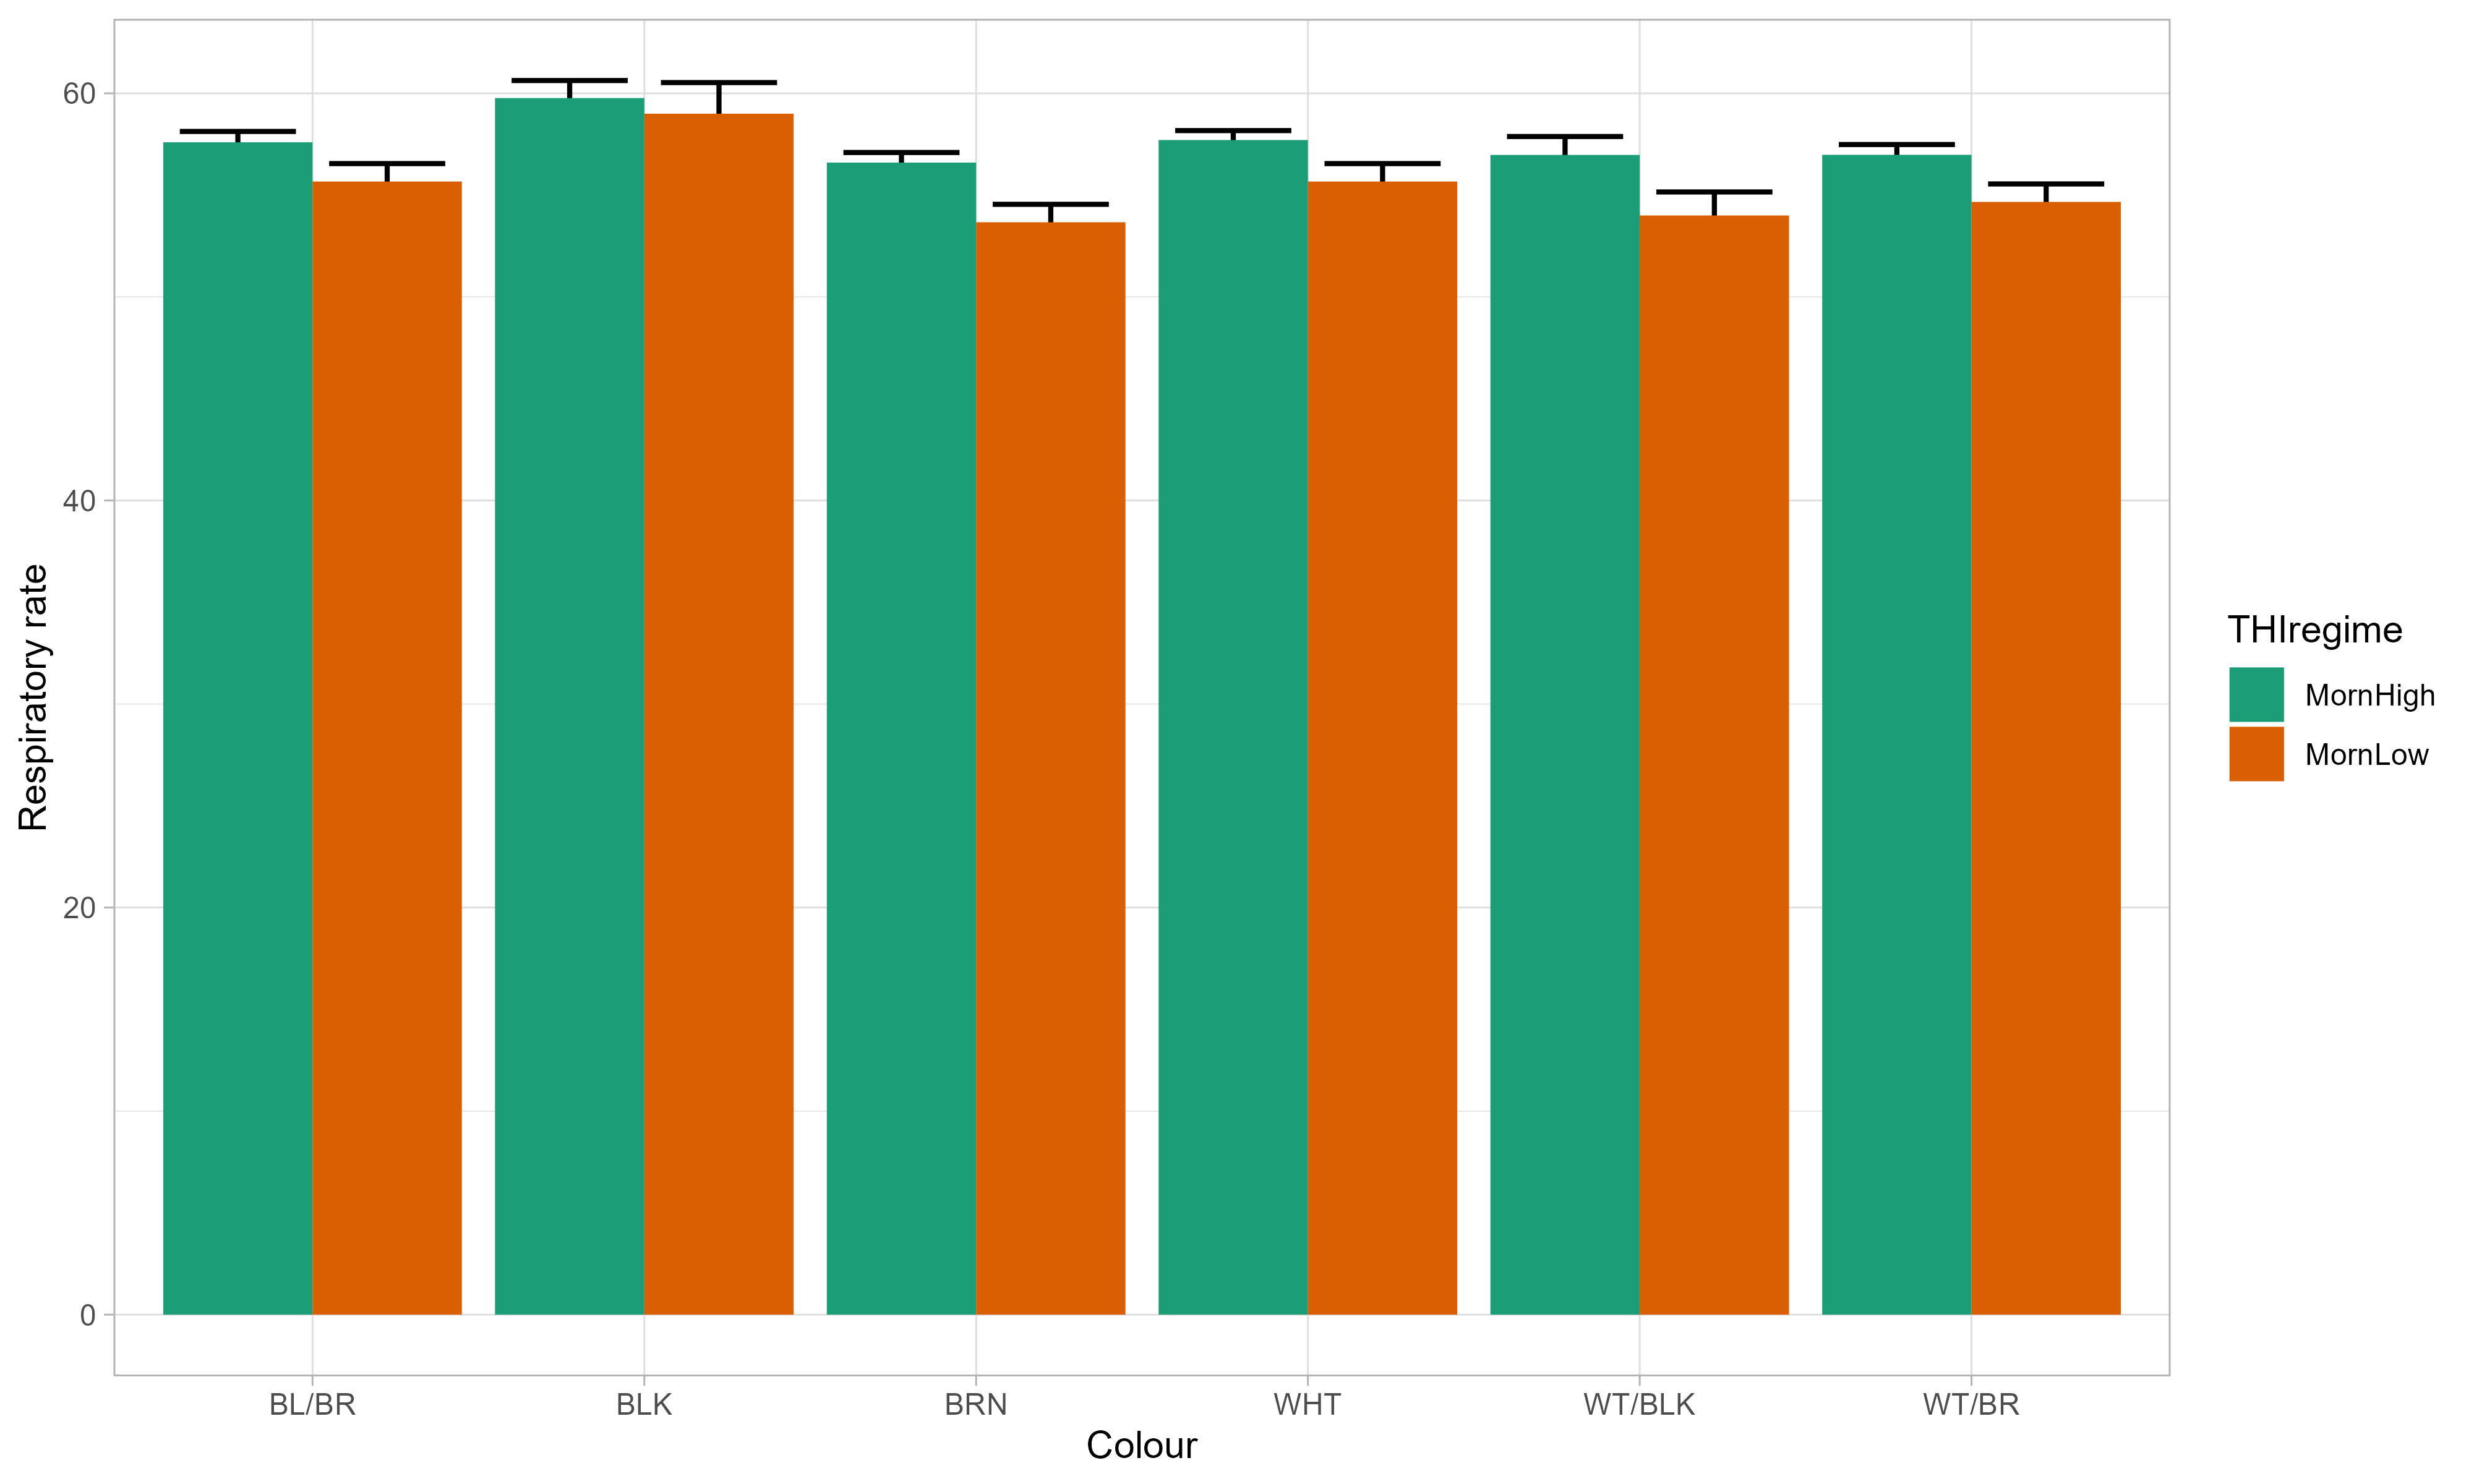 60
40
20
0
Respiratory rate
BL/BR BLK BRN WHT WT/BLK WT/BR
Colour
THIregime
MornHigh
MornLow